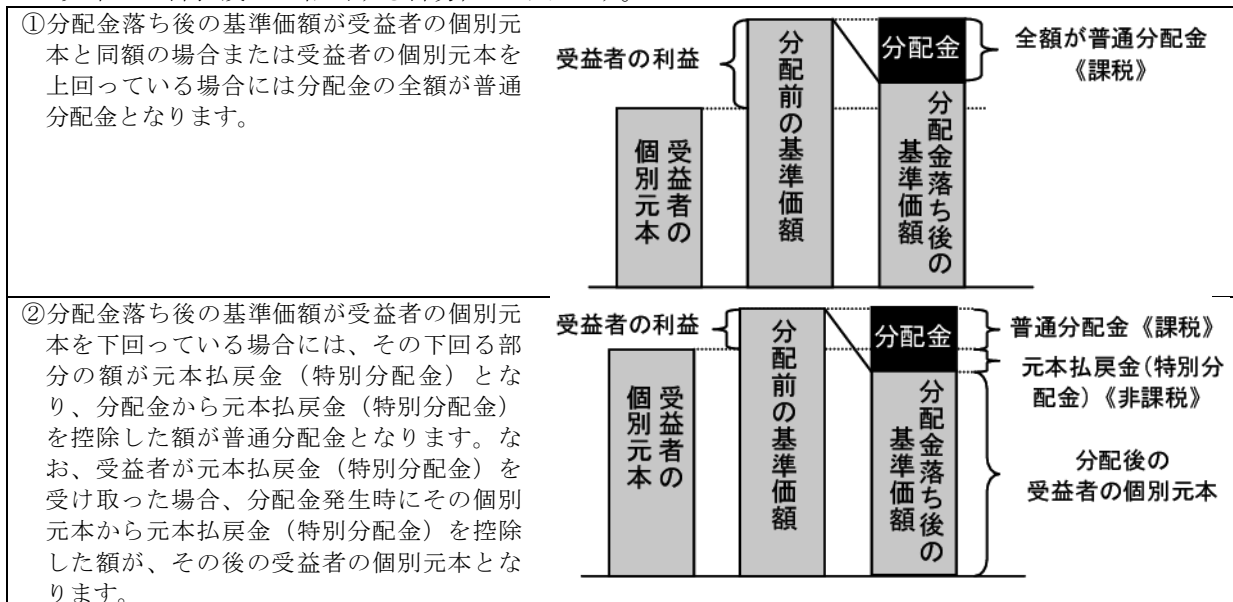 ①分配金落ち後の基準価額が受益者の個別元
本と同額の場合または受益者の個別元本を
上回っている場合には分配金の全額が普通
分配金となります。
受益者の利益
受益者の
個別元本
分配前の基準価額
分配金
分配金落ち後の
基準価額
全額が普通分配金
《課税》
②分配金落ち後の基準価額が受益者の個別元
本を下回っている場合には、その下回る部
分の額が元本払戻金（特別分配金）とな
り、分配金から元本払戻金（特別分配金）
を控除した額が普通分配金となります。な
お、受益者が元本払戻金（特別分配金）を
受け取った場合、分配金発生時にその個別
元本から元本払戻金（特別分配金）を控除
した額が、その後の受益者の個別元本とな
ります。
受益者の利益
受益者の
個別元本
分配前の基準価額
分配金
分配金落ち後の
基準価額
普通分配金《課税》
元本払戻金（特別分
配金）《非課税》
分配後の
受益者の個別元本